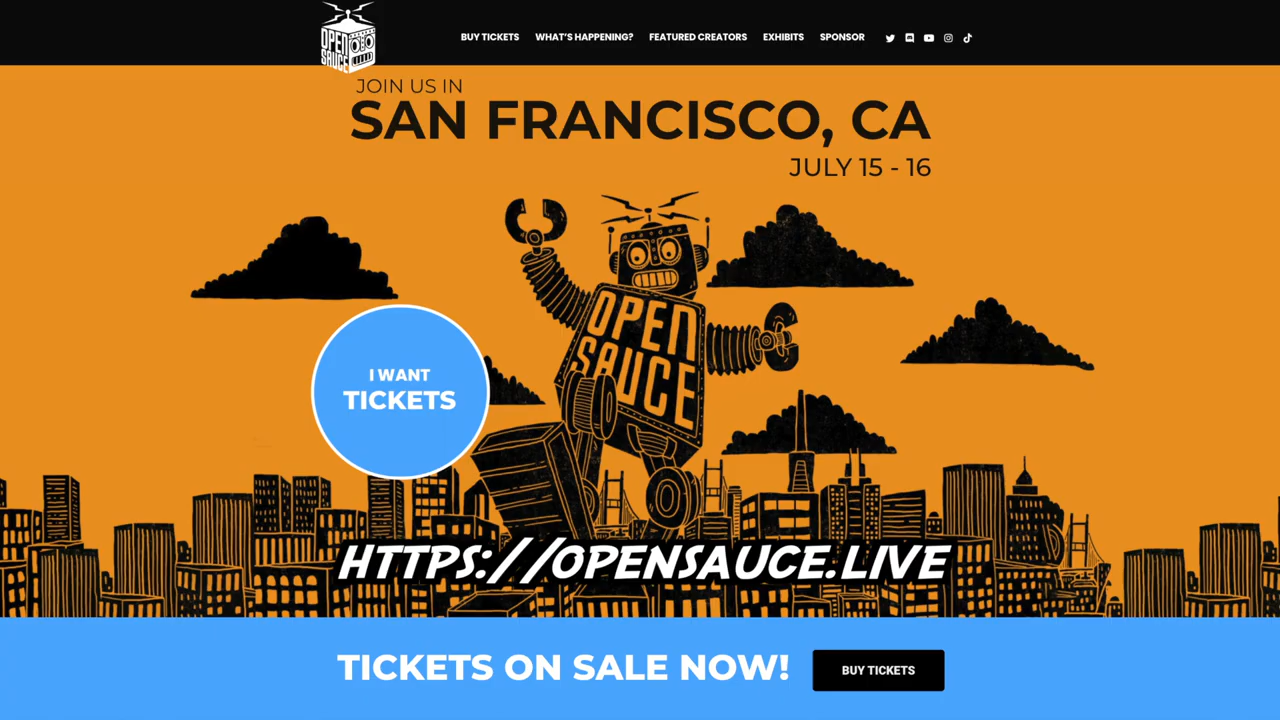 OPEN
SAUCE
BUY TICKETS
WHAT'S HAPPENING?
FEATURED CREATORS
EXHIBITS
SPONSOR
JOIN US IN
SAN FRANCISCO, CA
JULY 15 - 16
OPEN
SAUCE
I WANT
TICKETS
HTTPS://OPENSAUCE.LIVE
TICKETS ON SALE NOW!
BUY TICKETS